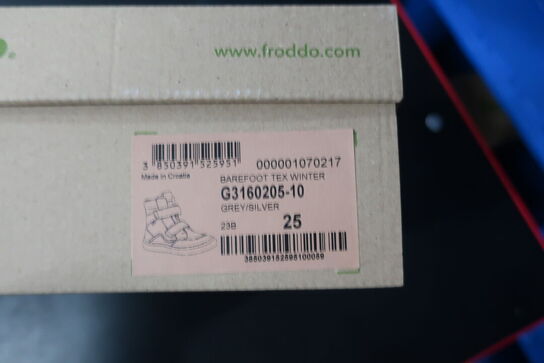 www.froddo.com
3 850391 525951
000001070217
Made in Croatia
BAREFOOT TEX WINTER
G3160205-10
GREY/SILVER
23B
25
385039152595100059